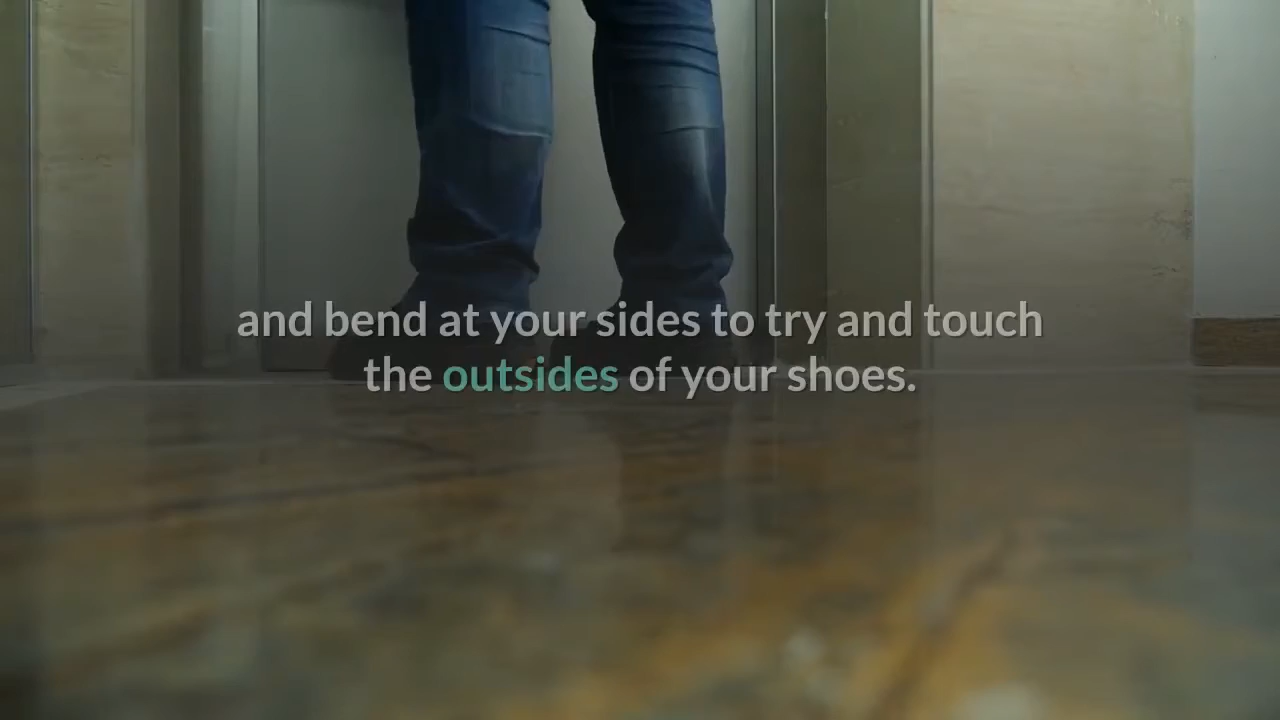 and bend at your sides to try and touch
the outsides of your shoes.